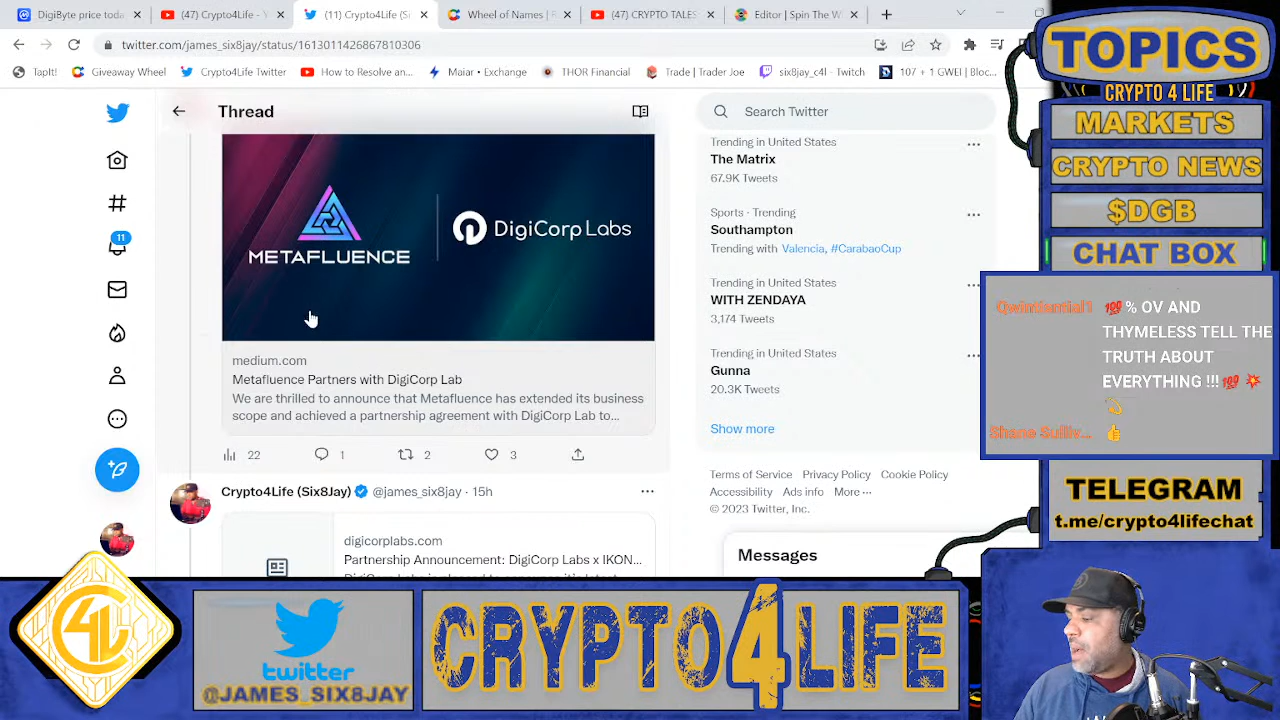 DigiByte price today
(47) Crypto4Life - Y
(11) Crypto4Life (Si
Wheel of Names | R
(47) CRYPTO TALES
Editor | Spin The W
twitter.com/james_six8jay/status/1613011426867810306
TapIt!
Giveaway Wheel
Crypto4Life Twitter
How to Resolve an...
Maiar • Exchange
THOR Financial
Trade | Trader Joe
six8jay_c4l - Twitch
107 + 1 GWEI | Bloc...
Thread
METAFLUENCE
DigiCorp Labs
medium.com
Metafluence Partners with DigiCorp Lab
We are thrilled to announce that Metafluence has extended its business
scope and achieved a partnership agreement with DigiCorp Lab to...
22
1
2
3
Crypto4Life (Six8Jay) @james_six8jay · 15h
digicorplabs.com
Partnership Announcement: DigiCorp Labs x IKON...
11
Search Twitter
Trending in United States
The Matrix
67.9K Tweets
Sports · Trending
Southampton
Trending with Valencia, #CarabaoCup
Trending in United States
WITH ZENDAYA
3,174 Tweets
Trending in United States
Gunna
20.3K Tweets
Show more
Terms of Service Privacy Policy Cookie Policy
Accessibility Ads info More ···
© 2023 Twitter, Inc.
Messages
TOPICS
CRYPTO 4 LIFE
MARKETS
CRYPTO NEWS
$DGB
CHAT BOX
Qwintential1 💯% OV AND
THYMELESS TELL THE
TRUTH ABOUT
EVERYTHING !!!💯 💥
💫
Shane Sulliv... 👍
TELEGRAM
t.me/crypto4lifechat
C4L
twitter
@JAMES_SIX8JAY
CRYPTO4LIFE